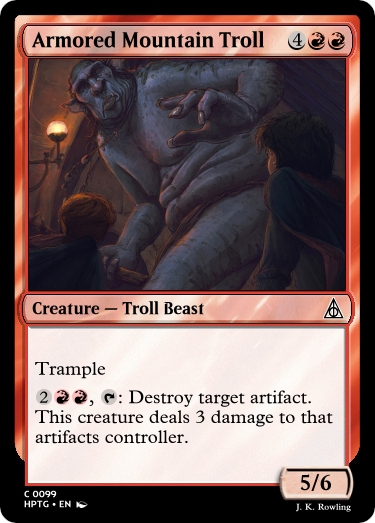 Armored Mountain Troll 4
Creature — Troll Beast
Trample
2, : Destroy target artifact.
This creature deals 3 damage to that
artifacts controller.
5/6
C 0099
HPTG • EN
J. K. Rowling